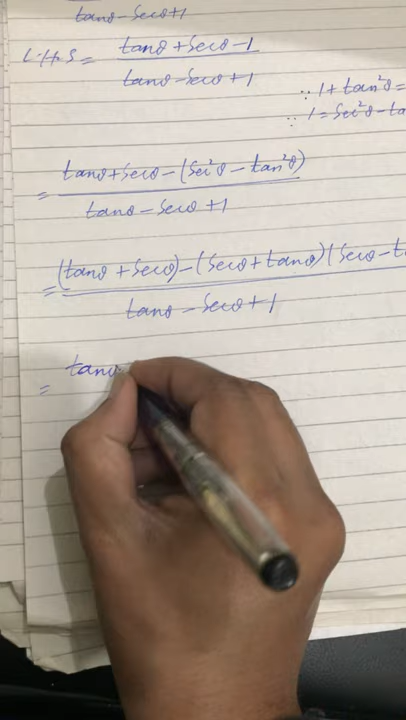 tanθ - secθ + 1
L.H.S = tanθ + secθ - 1
tanθ - secθ + 1
∵ 1 + tan²θ =
∵ 1 = sec²θ - ta
= tanθ + secθ - (sec²θ - tan²θ)
tanθ - secθ + 1
= (tanθ + secθ) - (secθ + tanθ)(secθ - t
tanθ - secθ + 1
= tanθ